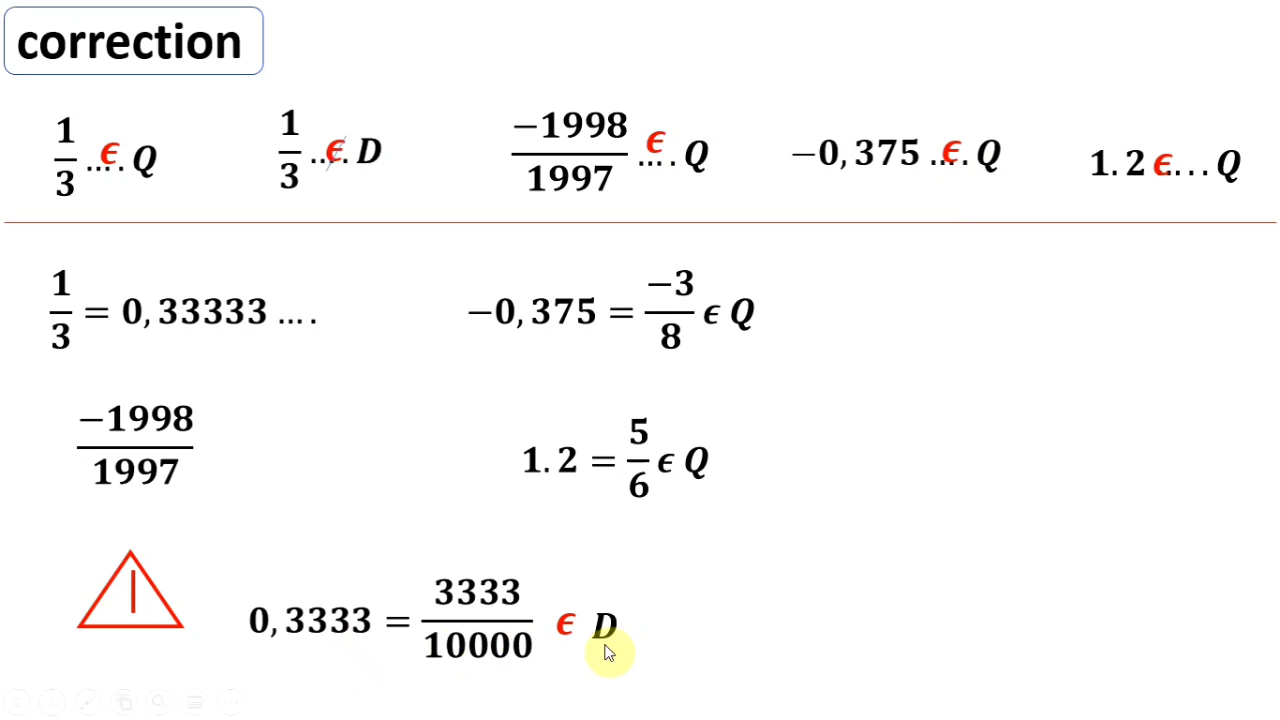 correction
1/3 ..ϵ.. Q
1/3 ..∉.. D
−1998/1997 ϵ …. Q
−0,375 ..ϵ.. Q
1.2 ϵ….. Q
1/3 = 0,33333 ….
−0,375 = −3/8 ϵ Q
−1998/1997
1.2 = 5/6 ϵ Q
0,3333 = 3333/10000 ϵ D